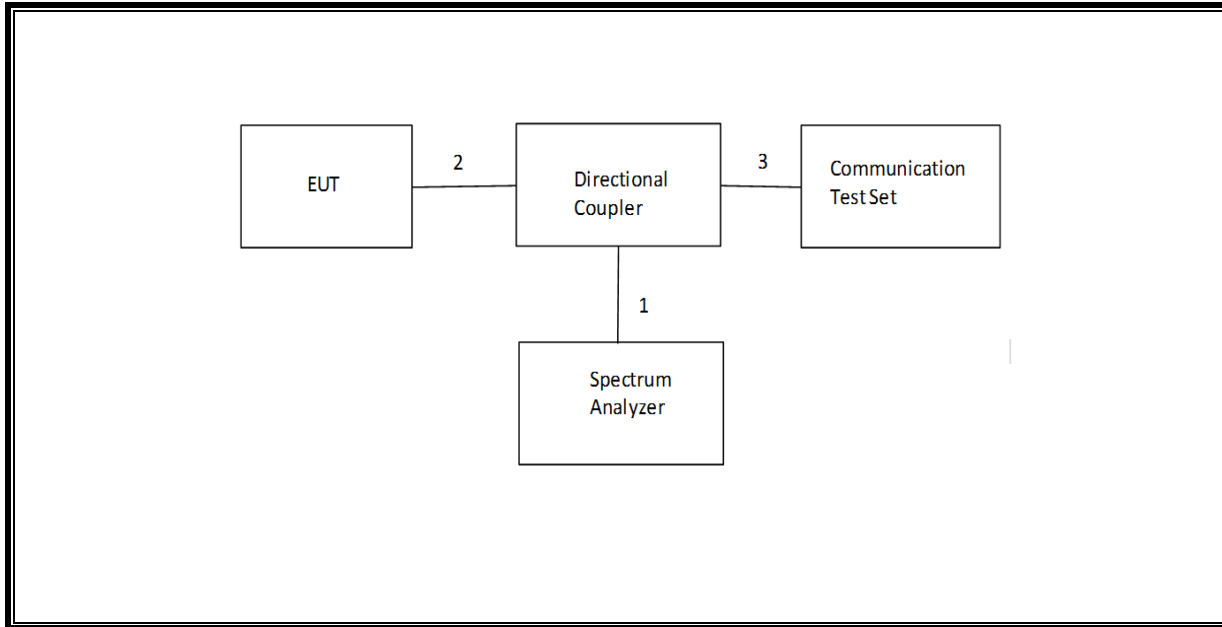 EUT
2
Directional
Coupler
3
Communication
Test Set
1
Spectrum
Analyzer